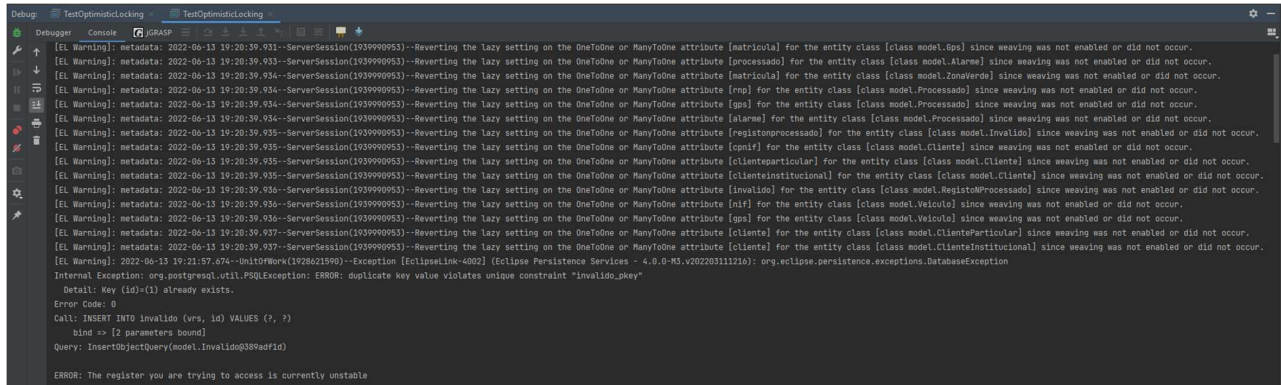 Debug: TestOptimisticLocking × TestOptimisticLocking ×
Debugger Console jGRASP
[EL Warning]: metadata: 2022-06-13 19:20:39.931--ServerSession(1939990953)--Reverting the lazy setting on the OneToOne or ManyToOne attribute [matricula] for the entity class [class model.Gps] since weaving was not enabled or did not occur.
[EL Warning]: metadata: 2022-06-13 19:20:39.933--ServerSession(1939990953)--Reverting the lazy setting on the OneToOne or ManyToOne attribute [processado] for the entity class [class model.Alarme] since weaving was not enabled or did not occur.
[EL Warning]: metadata: 2022-06-13 19:20:39.934--ServerSession(1939990953)--Reverting the lazy setting on the OneToOne or ManyToOne attribute [matricula] for the entity class [class model.ZonaVerde] since weaving was not enabled or did not occur.
[EL Warning]: metadata: 2022-06-13 19:20:39.934--ServerSession(1939990953)--Reverting the lazy setting on the OneToOne or ManyToOne attribute [rnp] for the entity class [class model.Processado] since weaving was not enabled or did not occur.
[EL Warning]: metadata: 2022-06-13 19:20:39.934--ServerSession(1939990953)--Reverting the lazy setting on the OneToOne or ManyToOne attribute [gps] for the entity class [class model.Processado] since weaving was not enabled or did not occur.
[EL Warning]: metadata: 2022-06-13 19:20:39.934--ServerSession(1939990953)--Reverting the lazy setting on the OneToOne or ManyToOne attribute [alarme] for the entity class [class model.Processado] since weaving was not enabled or did not occur.
[EL Warning]: metadata: 2022-06-13 19:20:39.935--ServerSession(1939990953)--Reverting the lazy setting on the OneToOne or ManyToOne attribute [registonprocessado] for the entity class [class model.Invalido] since weaving was not enabled or did not occur.
[EL Warning]: metadata: 2022-06-13 19:20:39.935--ServerSession(1939990953)--Reverting the lazy setting on the OneToOne or ManyToOne attribute [cpnif] for the entity class [class model.Cliente] since weaving was not enabled or did not occur.
[EL Warning]: metadata: 2022-06-13 19:20:39.935--ServerSession(1939990953)--Reverting the lazy setting on the OneToOne or ManyToOne attribute [clienteparticular] for the entity class [class model.Cliente] since weaving was not enabled or did not occur.
[EL Warning]: metadata: 2022-06-13 19:20:39.935--ServerSession(1939990953)--Reverting the lazy setting on the OneToOne or ManyToOne attribute [clienteinstitucional] for the entity class [class model.Cliente] since weaving was not enabled or did not occur.
[EL Warning]: metadata: 2022-06-13 19:20:39.936--ServerSession(1939990953)--Reverting the lazy setting on the OneToOne or ManyToOne attribute [invalido] for the entity class [class model.RegistoNProcessado] since weaving was not enabled or did not occur.
[EL Warning]: metadata: 2022-06-13 19:20:39.936--ServerSession(1939990953)--Reverting the lazy setting on the OneToOne or ManyToOne attribute [nif] for the entity class [class model.Veiculo] since weaving was not enabled or did not occur.
[EL Warning]: metadata: 2022-06-13 19:20:39.936--ServerSession(1939990953)--Reverting the lazy setting on the OneToOne or ManyToOne attribute [gps] for the entity class [class model.Veiculo] since weaving was not enabled or did not occur.
[EL Warning]: metadata: 2022-06-13 19:20:39.937--ServerSession(1939990953)--Reverting the lazy setting on the OneToOne or ManyToOne attribute [cliente] for the entity class [class model.ClienteParticular] since weaving was not enabled or did not occur.
[EL Warning]: metadata: 2022-06-13 19:20:39.937--ServerSession(1939990953)--Reverting the lazy setting on the OneToOne or ManyToOne attribute [cliente] for the entity class [class model.ClienteInstitucional] since weaving was not enabled or did not occur.
[EL Warning]: 2022-06-13 19:21:57.674--UnitOfWork(1928621590)--Exception [EclipseLink-4002] (Eclipse Persistence Services - 4.0.0-M3.v202203111216): org.eclipse.persistence.exceptions.DatabaseException
Internal Exception: org.postgresql.util.PSQLException: ERROR: duplicate key value violates unique constraint "invalido_pkey"
Detail: Key (id)=(1) already exists.
Error Code: 0
Call: INSERT INTO invalido (vrs, id) VALUES (?, ?)
bind => [2 parameters bound]
Query: InsertObjectQuery(model.Invalido@389adf1d)
ERROR: The register you are trying to access is currently unstable